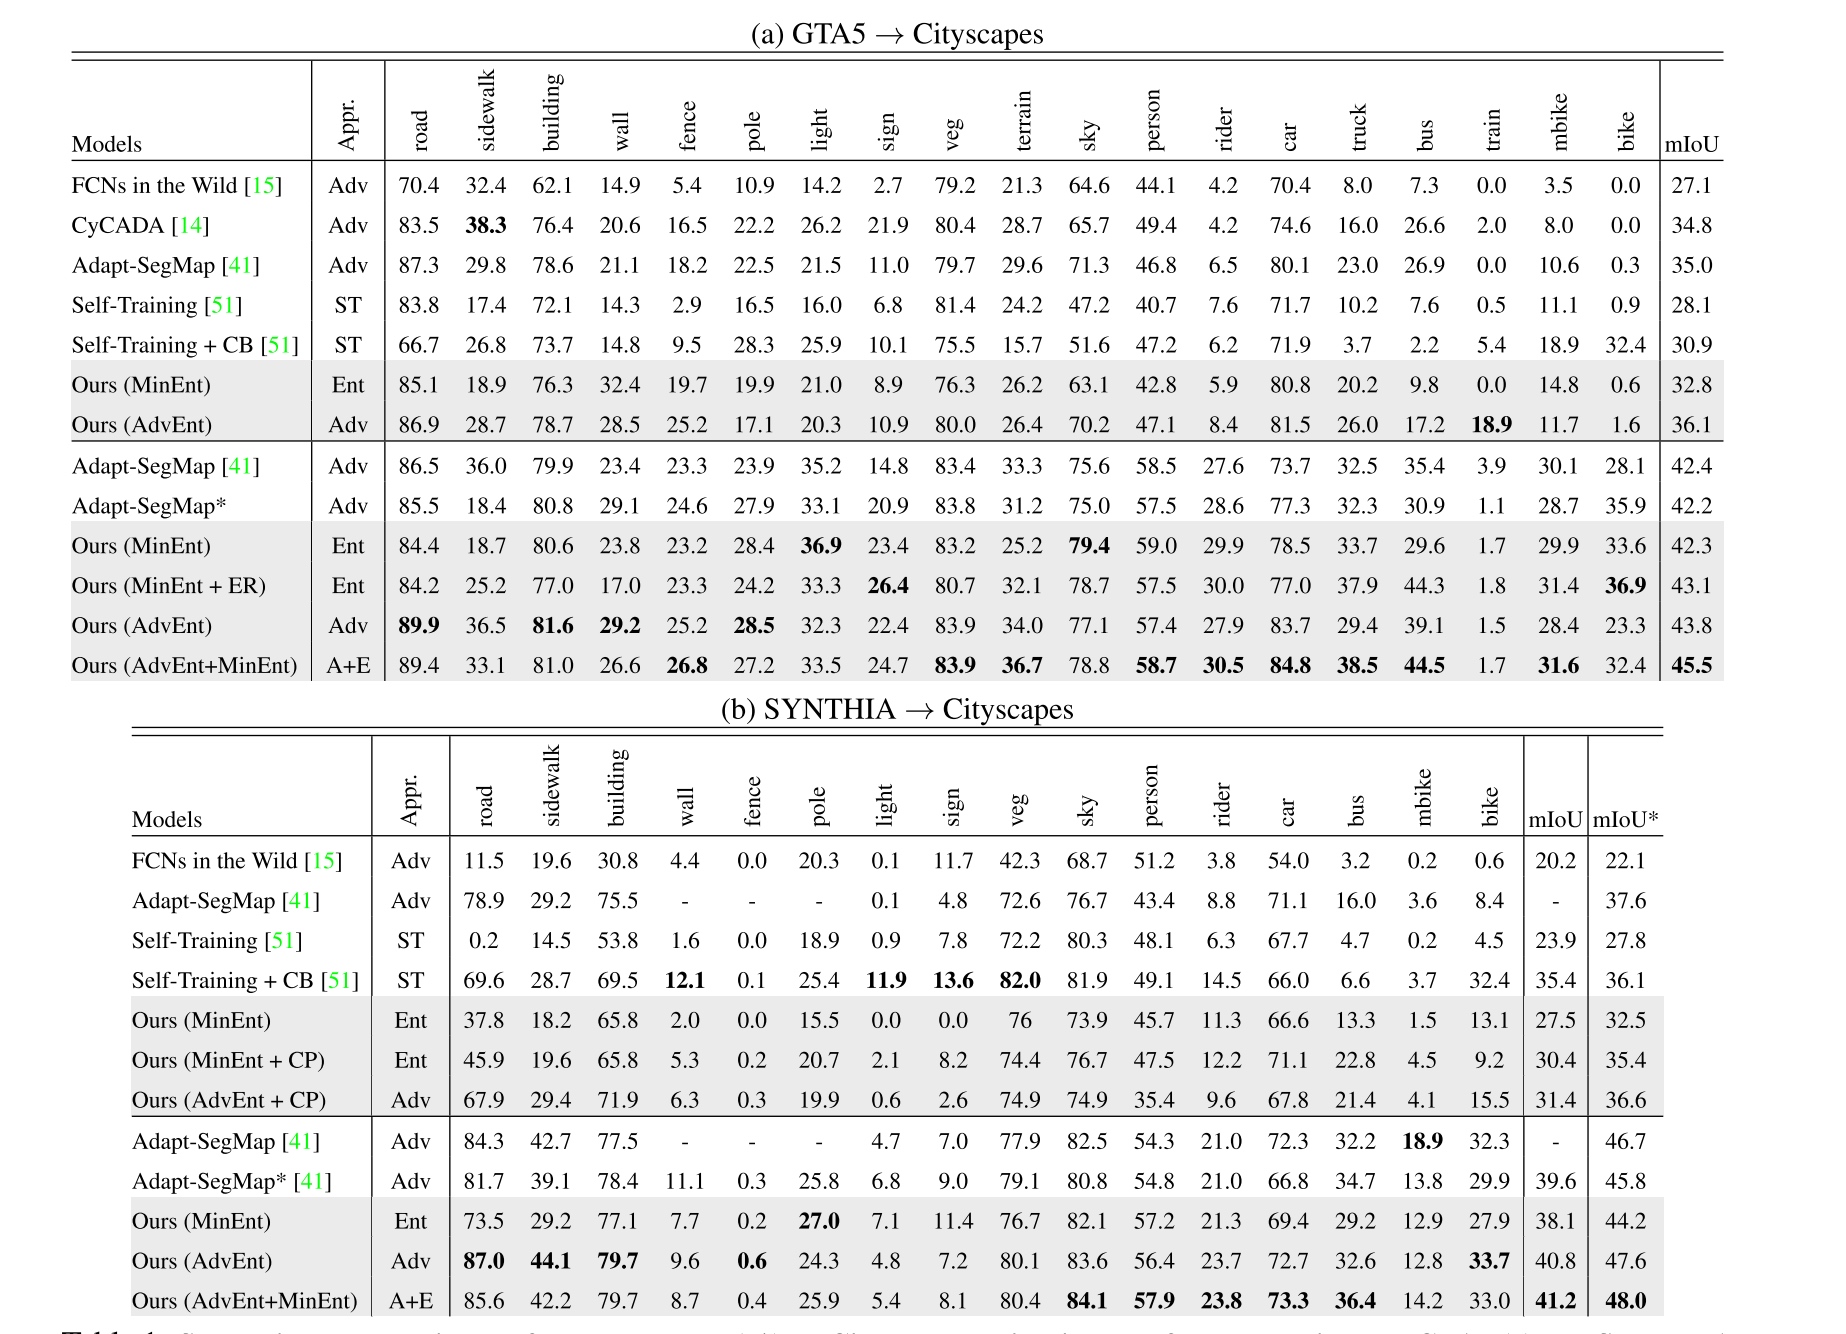 (a) GTA5 → Cityscapes
Models Appr. road sidewalk building wall fence pole light sign veg terrain sky person rider car truck bus train mbike bike mIoU
FCNs in the Wild [15] Adv 70.4 32.4 62.1 14.9 5.4 10.9 14.2 2.7 79.2 21.3 64.6 44.1 4.2 70.4 8.0 7.3 0.0 3.5 0.0 27.1
CyCADA [14] Adv 83.5 38.3 76.4 20.6 16.5 22.2 26.2 21.9 80.4 28.7 65.7 49.4 4.2 74.6 16.0 26.6 2.0 8.0 0.0 34.8
Adapt-SegMap [41] Adv 87.3 29.8 78.6 21.1 18.2 22.5 21.5 11.0 79.7 29.6 71.3 46.8 6.5 80.1 23.0 26.9 0.0 10.6 0.3 35.0
Self-Training [51] ST 83.8 17.4 72.1 14.3 2.9 16.5 16.0 6.8 81.4 24.2 47.2 40.7 7.6 71.7 10.2 7.6 0.5 11.1 0.9 28.1
Self-Training + CB [51] ST 66.7 26.8 73.7 14.8 9.5 28.3 25.9 10.1 75.5 15.7 51.6 47.2 6.2 71.9 3.7 2.2 5.4 18.9 32.4 30.9
Ours (MinEnt) Ent 85.1 18.9 76.3 32.4 19.7 19.9 21.0 8.9 76.3 26.2 63.1 42.8 5.9 80.8 20.2 9.8 0.0 14.8 0.6 32.8
Ours (AdvEnt) Adv 86.9 28.7 78.7 28.5 25.2 17.1 20.3 10.9 80.0 26.4 70.2 47.1 8.4 81.5 26.0 17.2 18.9 11.7 1.6 36.1
Adapt-SegMap [41] Adv 86.5 36.0 79.9 23.4 23.3 23.9 35.2 14.8 83.4 33.3 75.6 58.5 27.6 73.7 32.5 35.4 3.9 30.1 28.1 42.4
Adapt-SegMap* Adv 85.5 18.4 80.8 29.1 24.6 27.9 33.1 20.9 83.8 31.2 75.0 57.5 28.6 77.3 32.3 30.9 1.1 28.7 35.9 42.2
Ours (MinEnt) Ent 84.4 18.7 80.6 23.8 23.2 28.4 36.9 23.4 83.2 25.2 79.4 59.0 29.9 78.5 33.7 29.6 1.7 29.9 33.6 42.3
Ours (MinEnt + ER) Ent 84.2 25.2 77.0 17.0 23.3 24.2 33.3 26.4 80.7 32.1 78.7 57.5 30.0 77.0 37.9 44.3 1.8 31.4 36.9 43.1
Ours (AdvEnt) Adv 89.9 36.5 81.6 29.2 25.2 28.5 32.3 22.4 83.9 34.0 77.1 57.4 27.9 83.7 29.4 39.1 1.5 28.4 23.3 43.8
Ours (AdvEnt+MinEnt) A+E 89.4 33.1 81.0 26.6 26.8 27.2 33.5 24.7 83.9 36.7 78.8 58.7 30.5 84.8 38.5 44.5 1.7 31.6 32.4 45.5
(b) SYNTHIA → Cityscapes
Models Appr. road sidewalk building wall fence pole light sign veg sky person rider car bus mbike bike mIoU mIoU*
FCNs in the Wild [15] Adv 11.5 19.6 30.8 4.4 0.0 20.3 0.1 11.7 42.3 68.7 51.2 3.8 54.0 3.2 0.2 0.6 20.2 22.1
Adapt-SegMap [41] Adv 78.9 29.2 75.5 - - - 0.1 4.8 72.6 76.7 43.4 8.8 71.1 16.0 3.6 8.4 - 37.6
Self-Training [51] ST 0.2 14.5 53.8 1.6 0.0 18.9 0.9 7.8 72.2 80.3 48.1 6.3 67.7 4.7 0.2 4.5 23.9 27.8
Self-Training + CB [51] ST 69.6 28.7 69.5 12.1 0.1 25.4 11.9 13.6 82.0 81.9 49.1 14.5 66.0 6.6 3.7 32.4 35.4 36.1
Ours (MinEnt) Ent 37.8 18.2 65.8 2.0 0.0 15.5 0.0 0.0 76 73.9 45.7 11.3 66.6 13.3 1.5 13.1 27.5 32.5
Ours (MinEnt + CP) Ent 45.9 19.6 65.8 5.3 0.2 20.7 2.1 8.2 74.4 76.7 47.5 12.2 71.1 22.8 4.5 9.2 30.4 35.4
Ours (AdvEnt + CP) Adv 67.9 29.4 71.9 6.3 0.3 19.9 0.6 2.6 74.9 74.9 35.4 9.6 67.8 21.4 4.1 15.5 31.4 36.6
Adapt-SegMap [41] Adv 84.3 42.7 77.5 - - - 4.7 7.0 77.9 82.5 54.3 21.0 72.3 32.2 18.9 32.3 - 46.7
Adapt-SegMap* [41] Adv 81.7 39.1 78.4 11.1 0.3 25.8 6.8 9.0 79.1 80.8 54.8 21.0 66.8 34.7 13.8 29.9 39.6 45.8
Ours (MinEnt) Ent 73.5 29.2 77.1 7.7 0.2 27.0 7.1 11.4 76.7 82.1 57.2 21.3 69.4 29.2 12.9 27.9 38.1 44.2
Ours (AdvEnt) Adv 87.0 44.1 79.7 9.6 0.6 24.3 4.8 7.2 80.1 83.6 56.4 23.7 72.7 32.6 12.8 33.7 40.8 47.6
Ours (AdvEnt+MinEnt) A+E 85.6 42.2 79.7 8.7 0.4 25.9 5.4 8.1 80.4 84.1 57.9 23.8 73.3 36.4 14.2 33.0 41.2 48.0